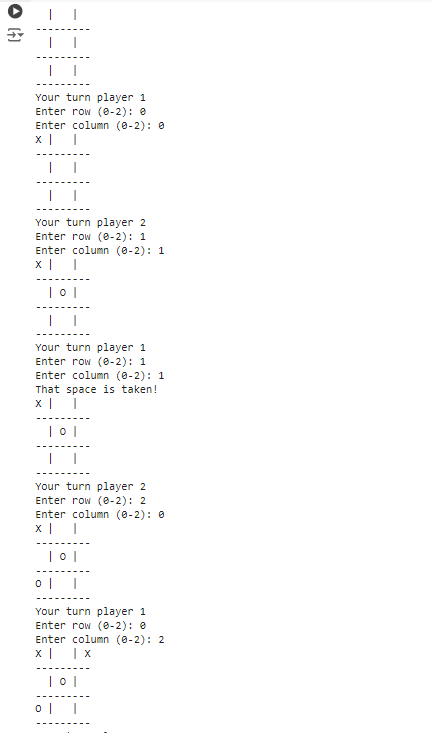 |   |
---------
  |   |
---------
  |   |
---------
Your turn player 1
Enter row (0-2): 0
Enter column (0-2): 0
X |   |
---------
  |   |
---------
  |   |
---------
Your turn player 2
Enter row (0-2): 1
Enter column (0-2): 1
X |   |
---------
  | O |
---------
  |   |
---------
Your turn player 1
Enter row (0-2): 1
Enter column (0-2): 1
That space is taken!
X |   |
---------
  | O |
---------
  |   |
---------
Your turn player 2
Enter row (0-2): 2
Enter column (0-2): 0
X |   |
---------
  | O |
---------
O |   |
---------
Your turn player 1
Enter row (0-2): 0
Enter column (0-2): 2
X |   | X
---------
  | O |
---------
O |   |
---------